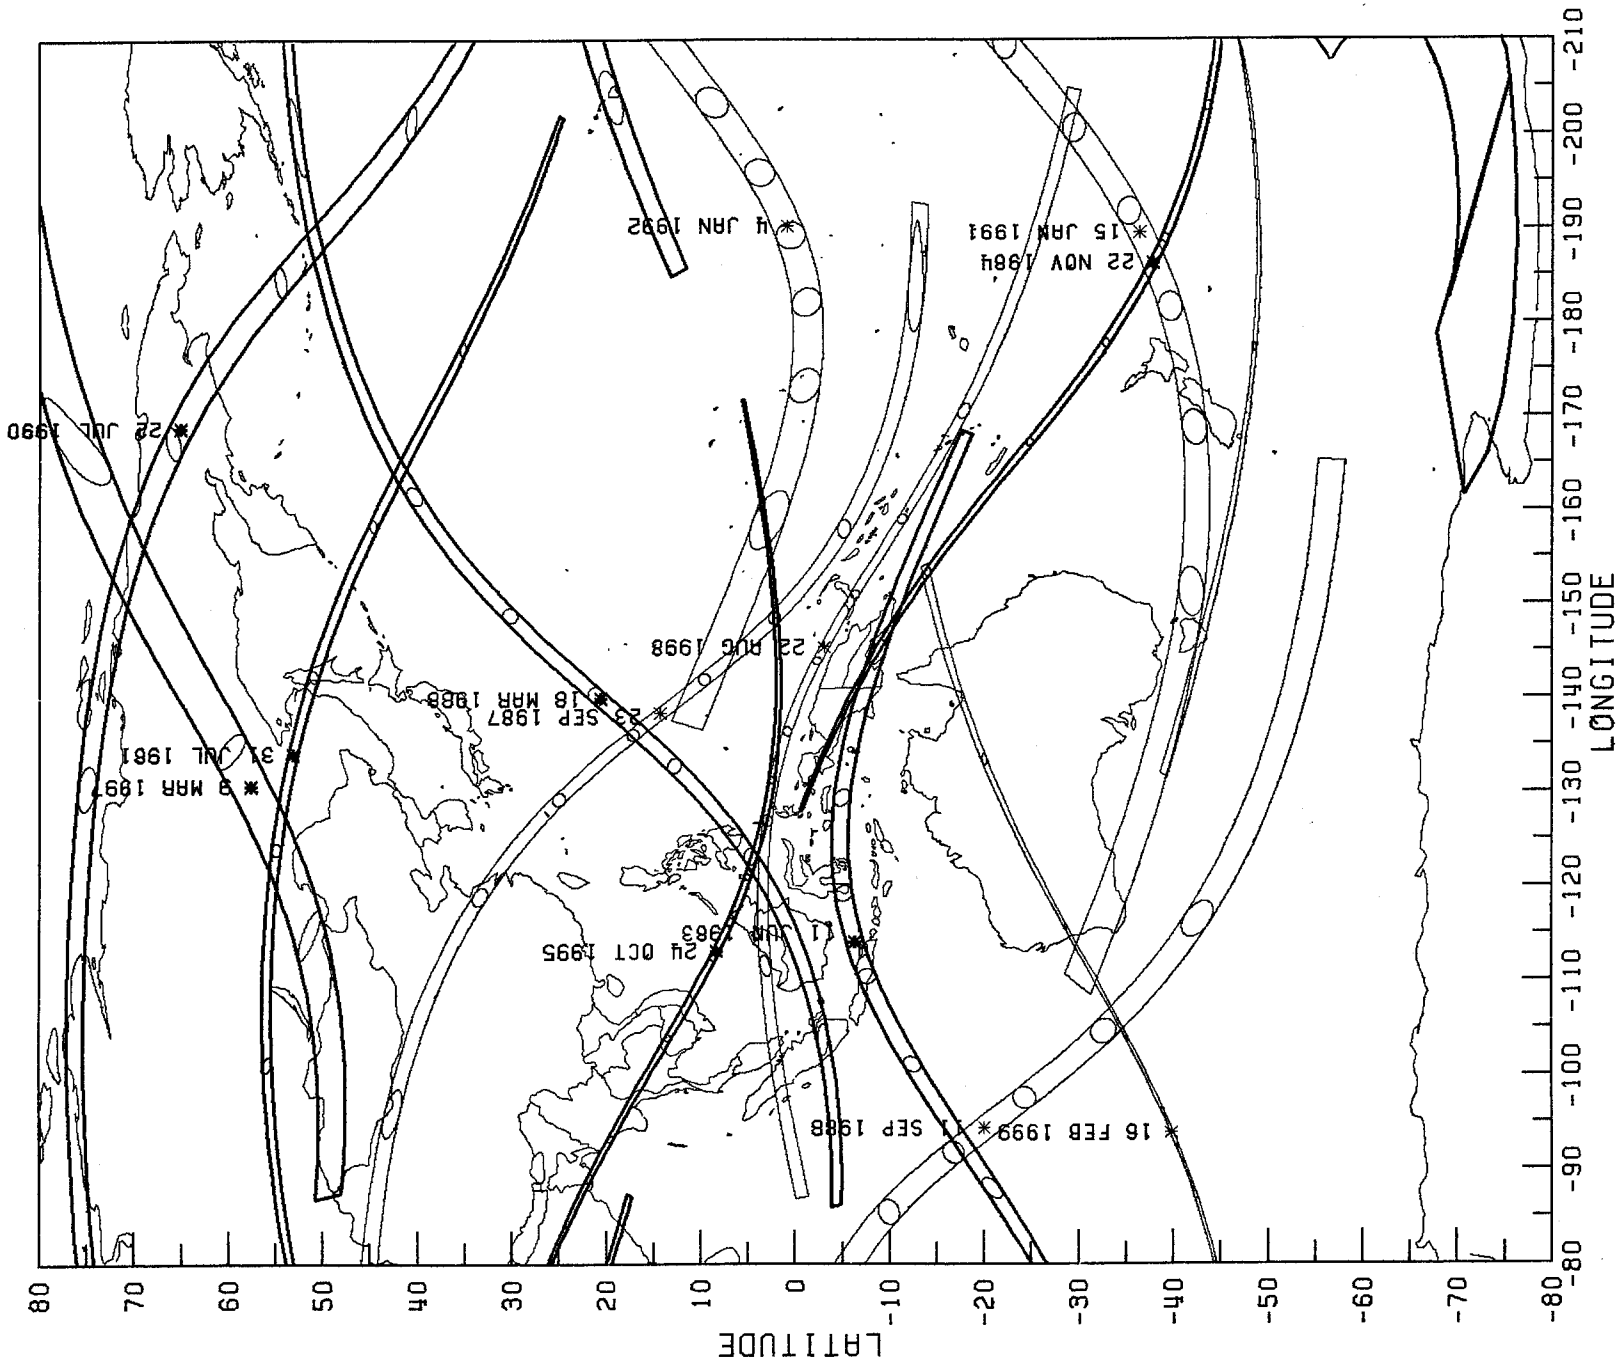 4 JAN 1992
15 JAN 1991
22 NOV 1984
22 JUL 1990
22 AUG 1998
18 MAR 1988
23 SEP 1987
31 JUL 1981
9 MAR 1997
11 JUN 1983
24 OCT 1995
11 SEP 1988
16 FEB 1999
-210
-200
-190
-180
-170
-160
-150
-140
-130
-120
-110
-100
-90
-80
LONGITUDE
80
70
60
50
40
30
20
10
0
-10
-20
-30
-40
-50
-60
-70
-80
LATITUDE